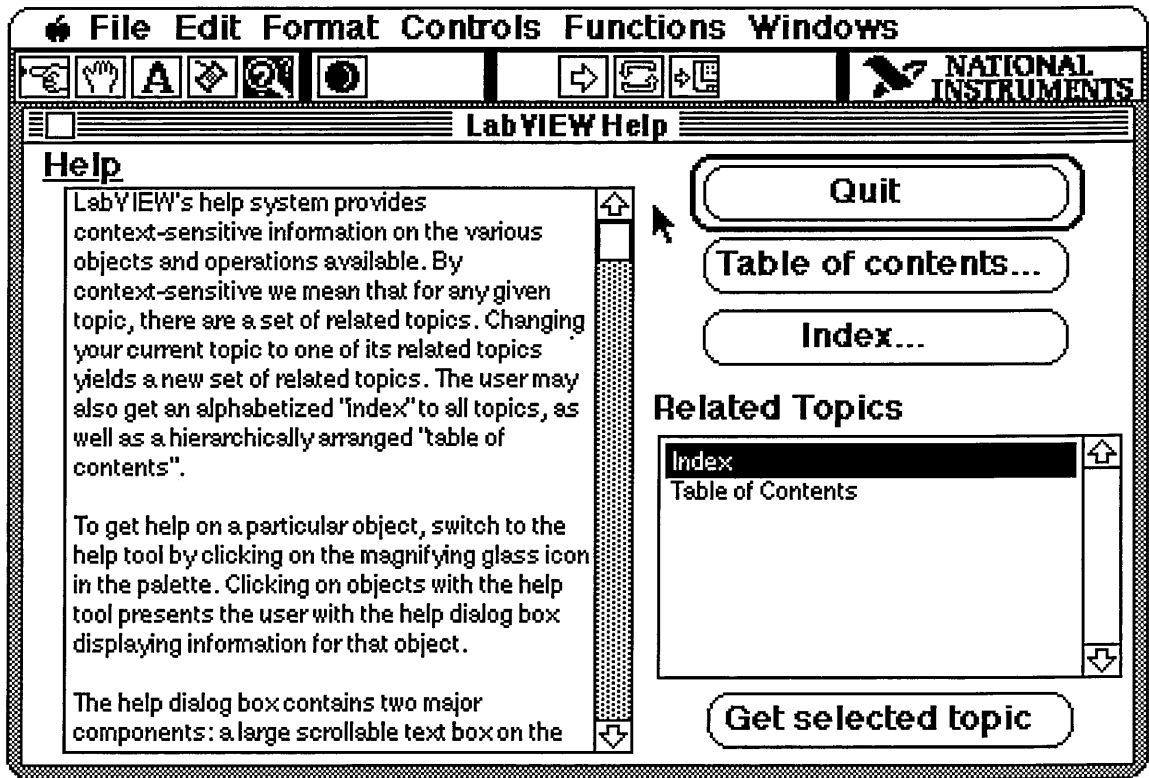 File Edit Format Controls Functions Windows
A
NATIONAL
INSTRUMENTS
LabVIEW Help
Help
LabVIEW's help system provides
context-sensitive information on the various
objects and operations available. By
context-sensitive we mean that for any given
topic, there are a set of related topics. Changing
your current topic to one of its related topics
yields a new set of related topics. The user may
also get an alphabetized "index" to all topics, as
well as a hierarchically arranged "table of
contents".
To get help on a particular object, switch to the
help tool by clicking on the magnifying glass icon
in the palette. Clicking on objects with the help
tool presents the user with the help dialog box
displaying information for that object.
The help dialog box contains two major
components: a large scrollable text box on the
Quit
Table of contents...
Index...
Related Topics
Index
Table of Contents
Get selected topic